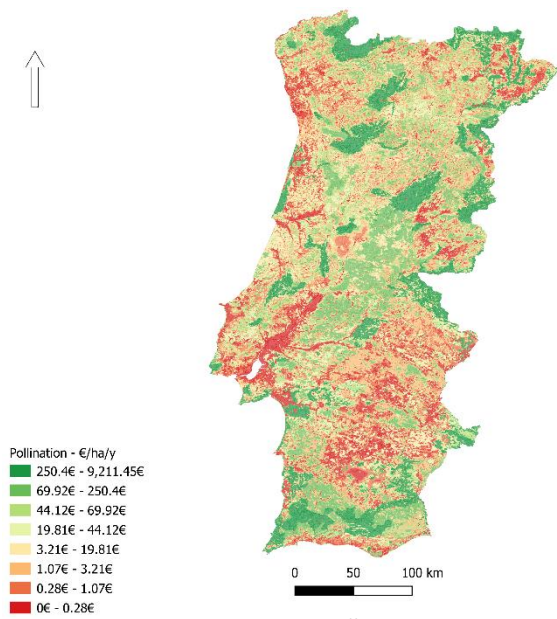 Pollination - €/ha/y
250.4€ - 9,211.45€
69.92€ - 250.4€
44.12€ - 69.92€
19.81€ - 44.12€
3.21€ - 19.81€
1.07€ - 3.21€
0.28€ - 1.07€
0€ - 0.28€
0 50 100 km